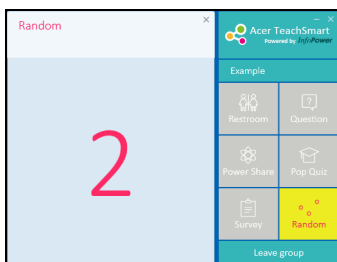 Random
2
Acer TeachSmart
Powered by InfoPower
Example
Restroom
Question
Power Share
Pop Quiz
Survey
Random
Leave group